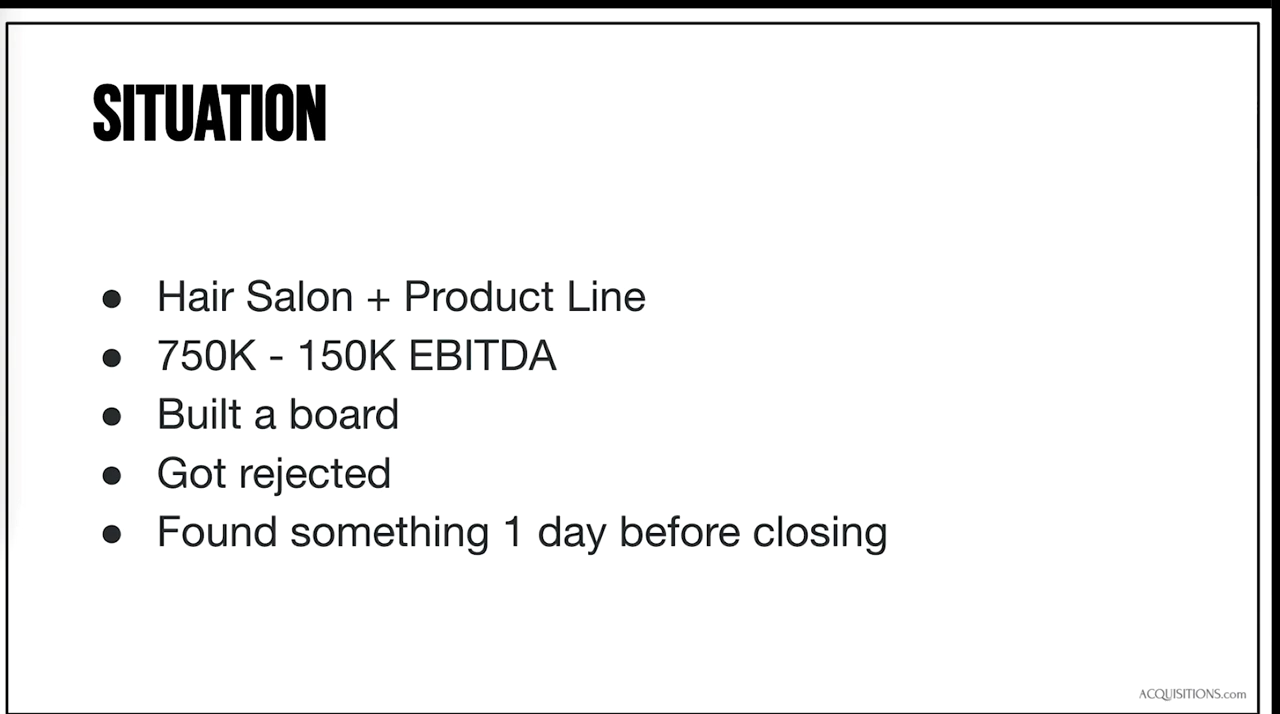 SITUATION
● Hair Salon + Product Line
● 750K - 150K EBITDA
● Built a board
● Got rejected
● Found something 1 day before closing
ACQUISITIONS.com